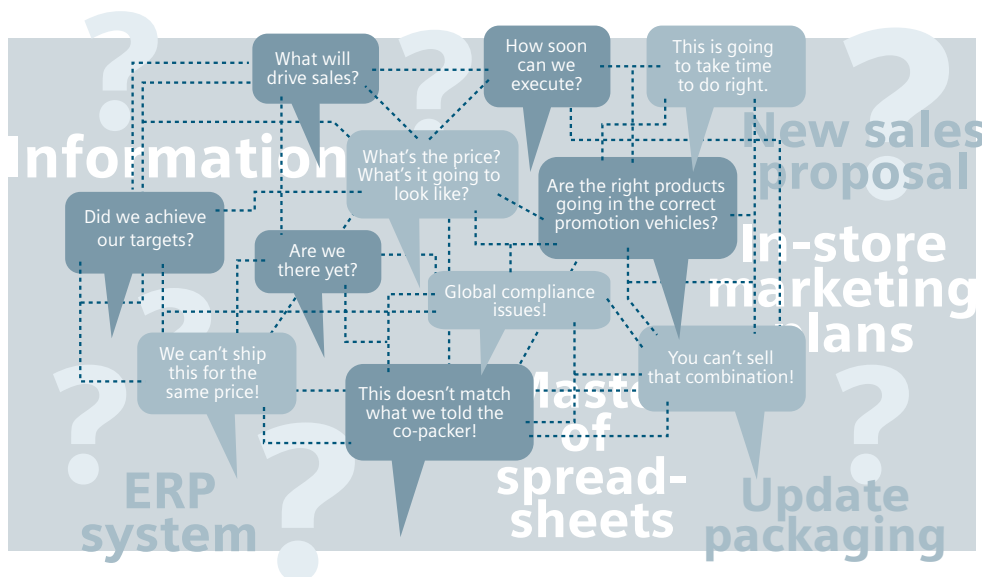 What will
drive sales?
How soon
can we
execute?
This is going
to take time
to do right.
New sales
proposal
Information
What’s the price?
What’s it going to
look like?
Are the right products
going in the correct
promotion vehicles?
Did we achieve
our targets?
Are we
there yet?
In-store
marketing
plans
Global compliance
issues!
We can’t ship
this for the
same price!
You can’t sell
that combination!
This doesn’t match
what we told the
co-packer!
of
spread-
sheets
ERP
system
Update
packaging